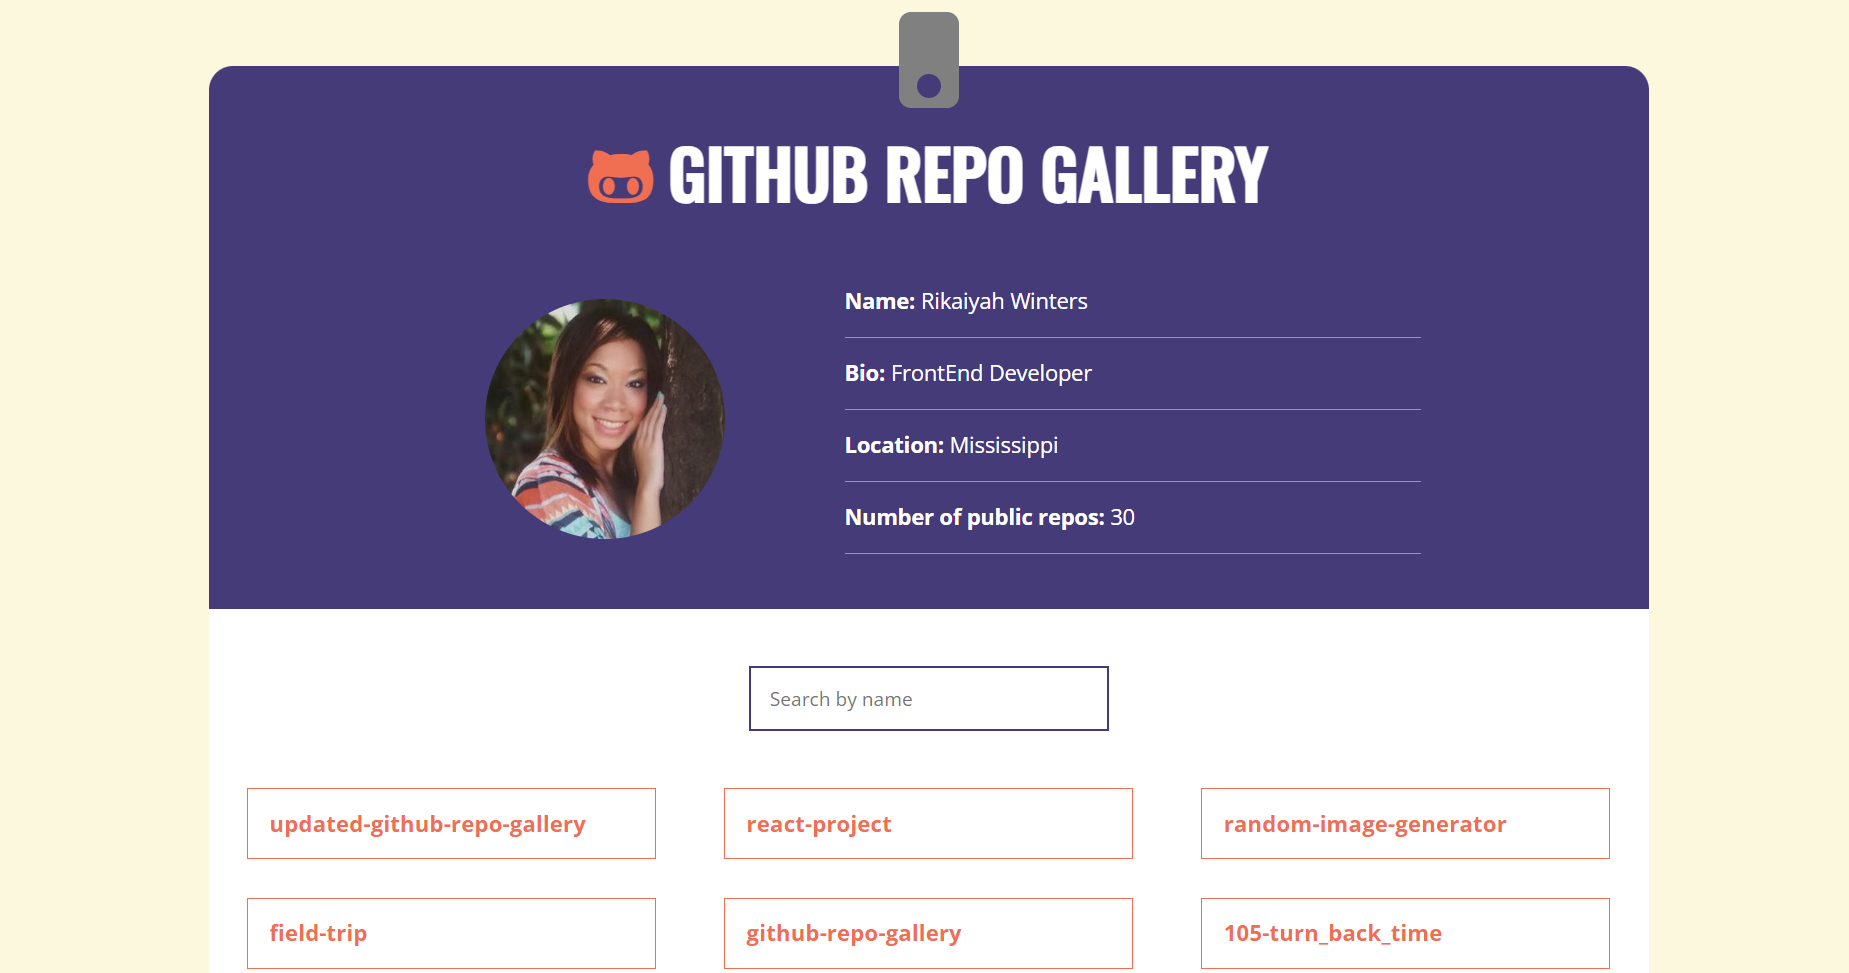 GITHUB REPO GALLERY
Name: Rikaiyah Winters
Bio: FrontEnd Developer
Location: Mississippi
Number of public repos: 30
Search by name
updated-github-repo-gallery
react-project
random-image-generator
field-trip
github-repo-gallery
105-turn_back_time